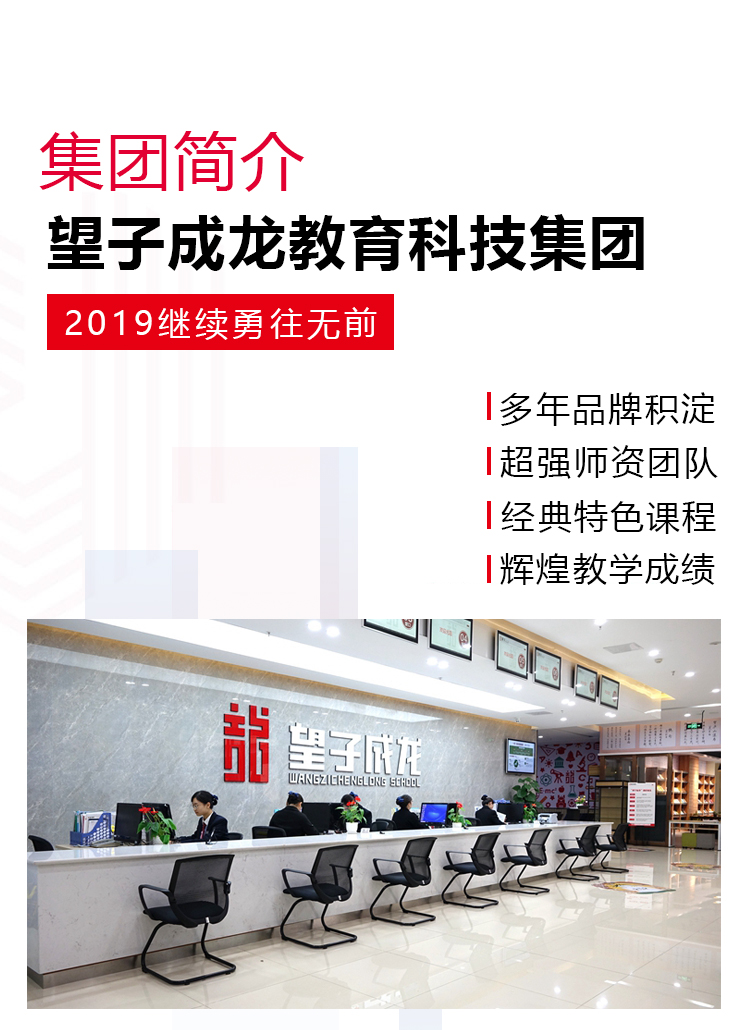 集团简介
望子成龙教育科技集团
2019继续勇往无前
多年品牌积淀
超强师资团队
经典特色课程
辉煌教学成绩
望子成龙
WANGZICHENGLONG SCHOOL
E=mc²